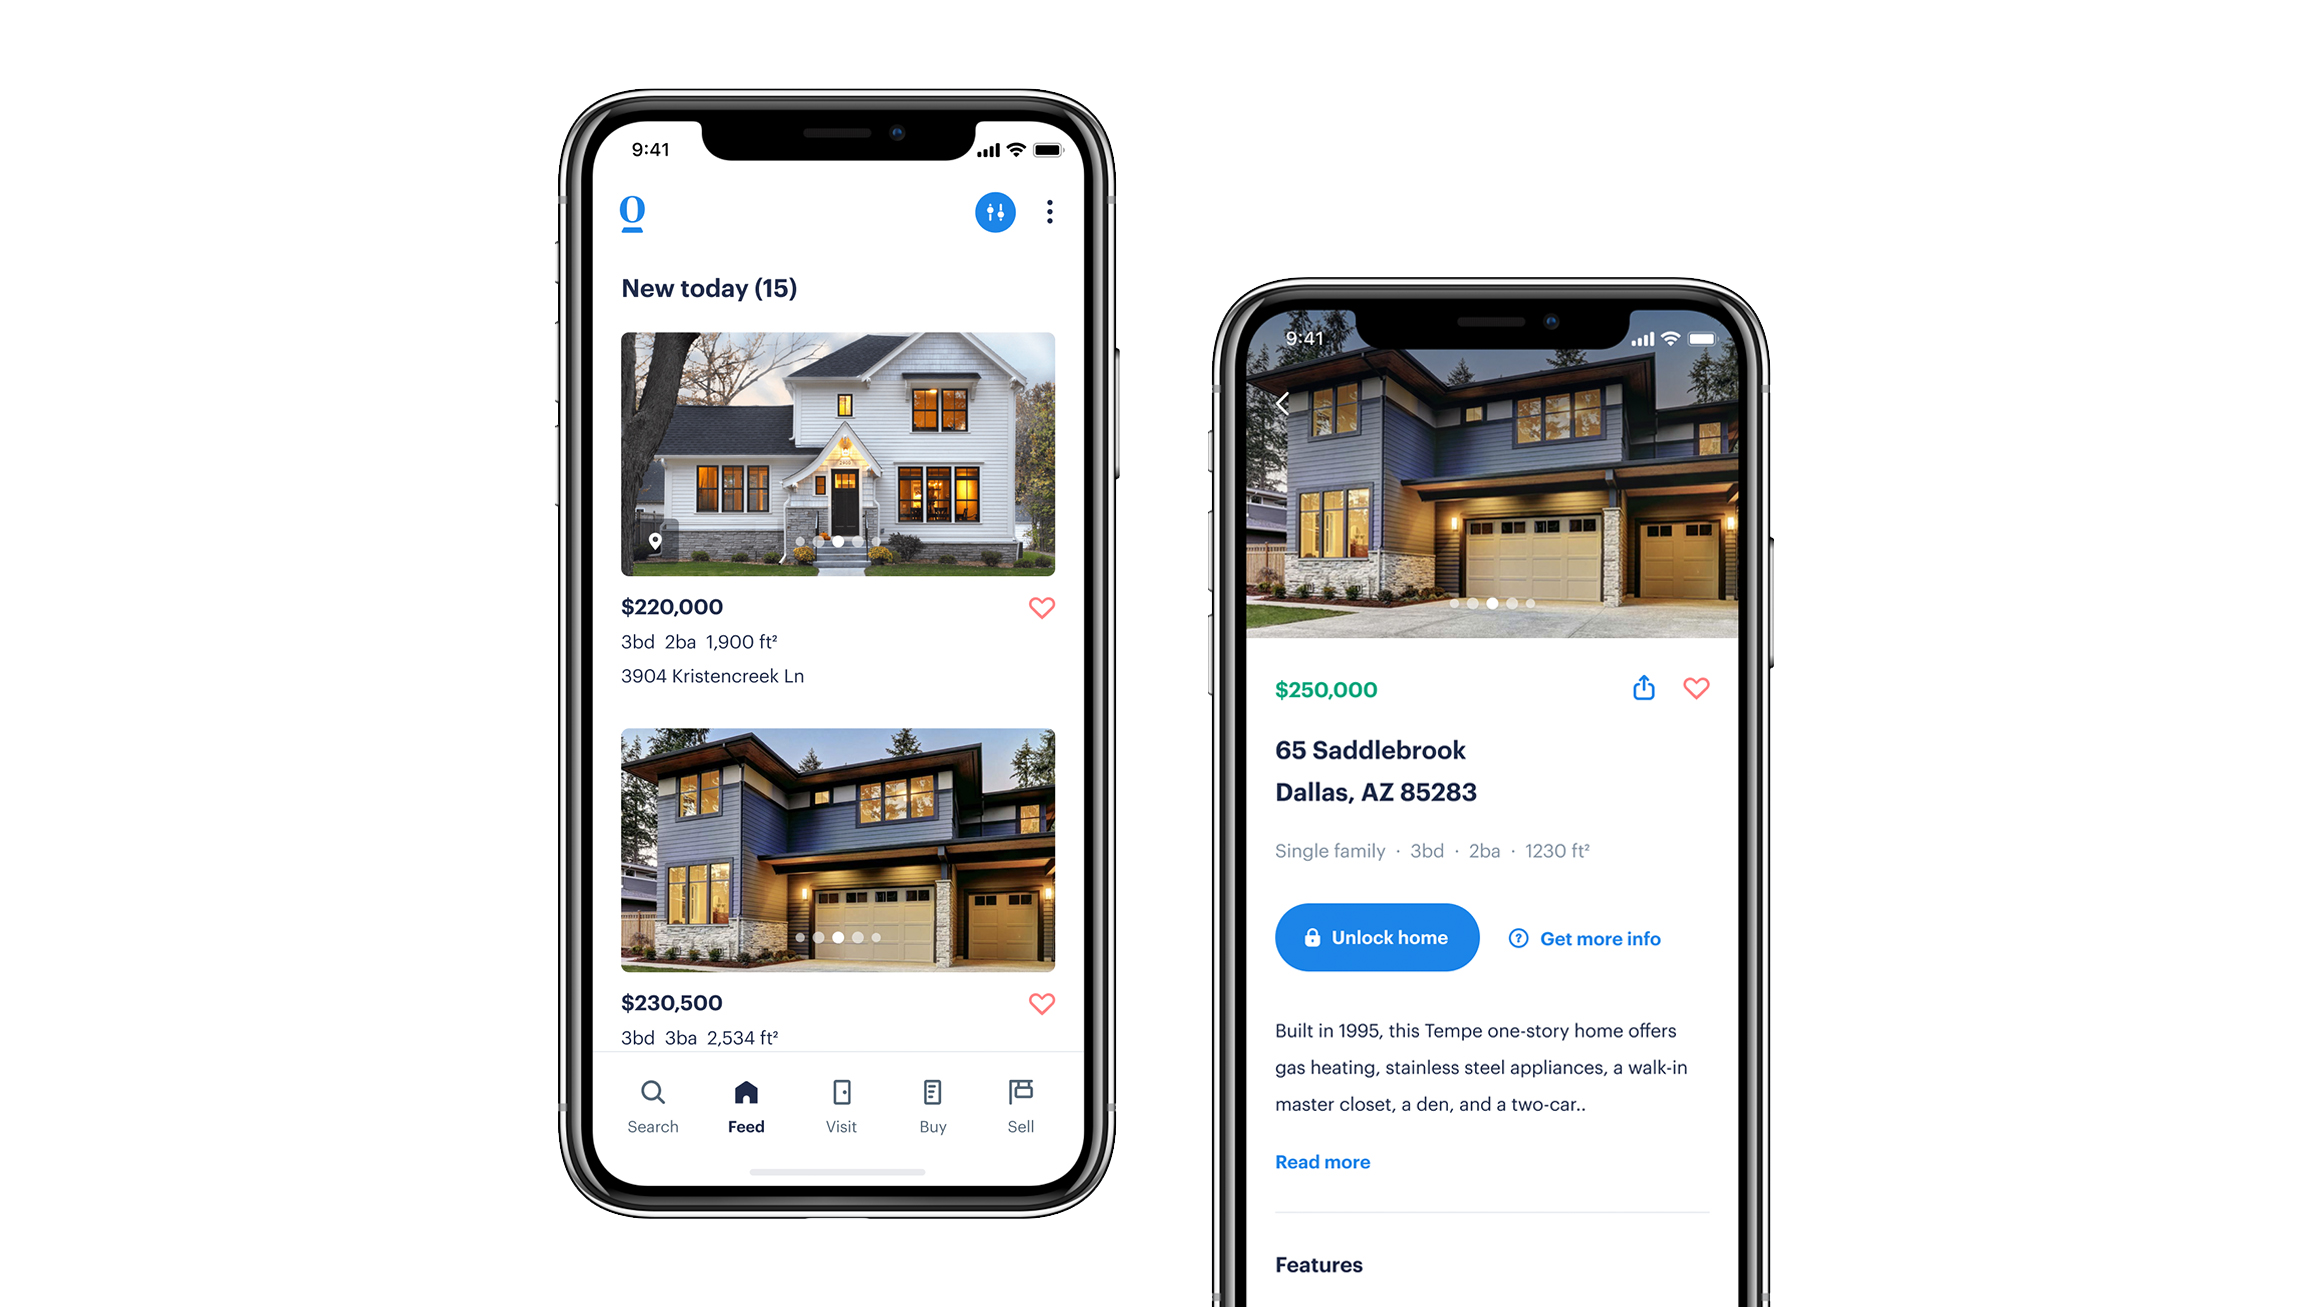 9:41
O
New today (15)
$220,000
3bd 2ba 1,900 ft²
3904 Kristencreek Ln
$230,500
3bd 3ba 2,534 ft²
Search Feed Visit Buy Sell
9:41
$250,000
65 Saddlebrook
Dallas, AZ 85283
Single family · 3bd · 2ba · 1230 ft²
Unlock home
Get more info
Built in 1995, this Tempe one-story home offers
gas heating, stainless steel appliances, a walk-in
master closet, a den, and a two-car..
Read more
Features